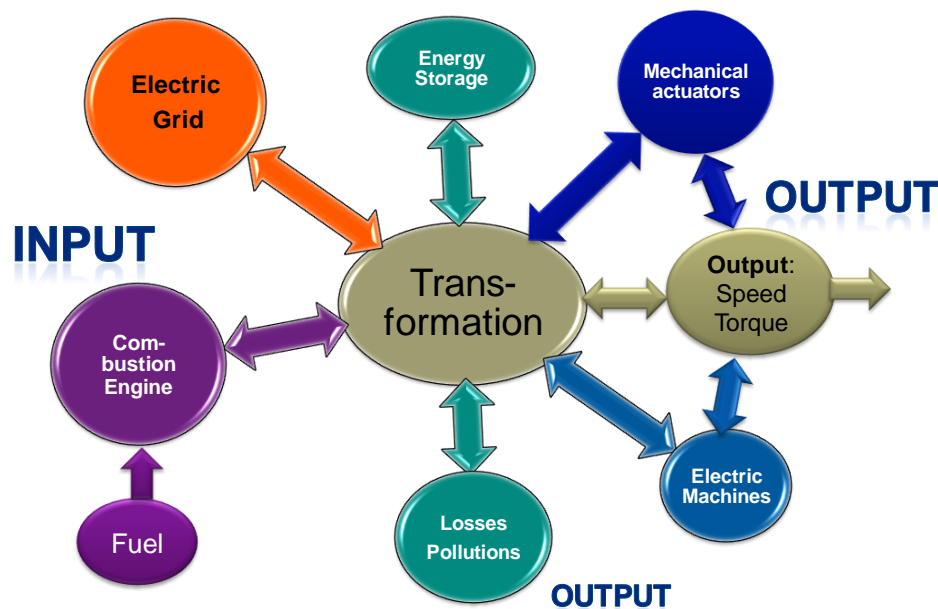 Electric
Grid
Energy
Storage
Mechanical
actuators
INPUT
OUTPUT
Trans-
formation
Output:
Speed
Torque
Com-
bustion
Engine
Fuel
Losses
Pollutions
Electric
Machines
OUTPUT